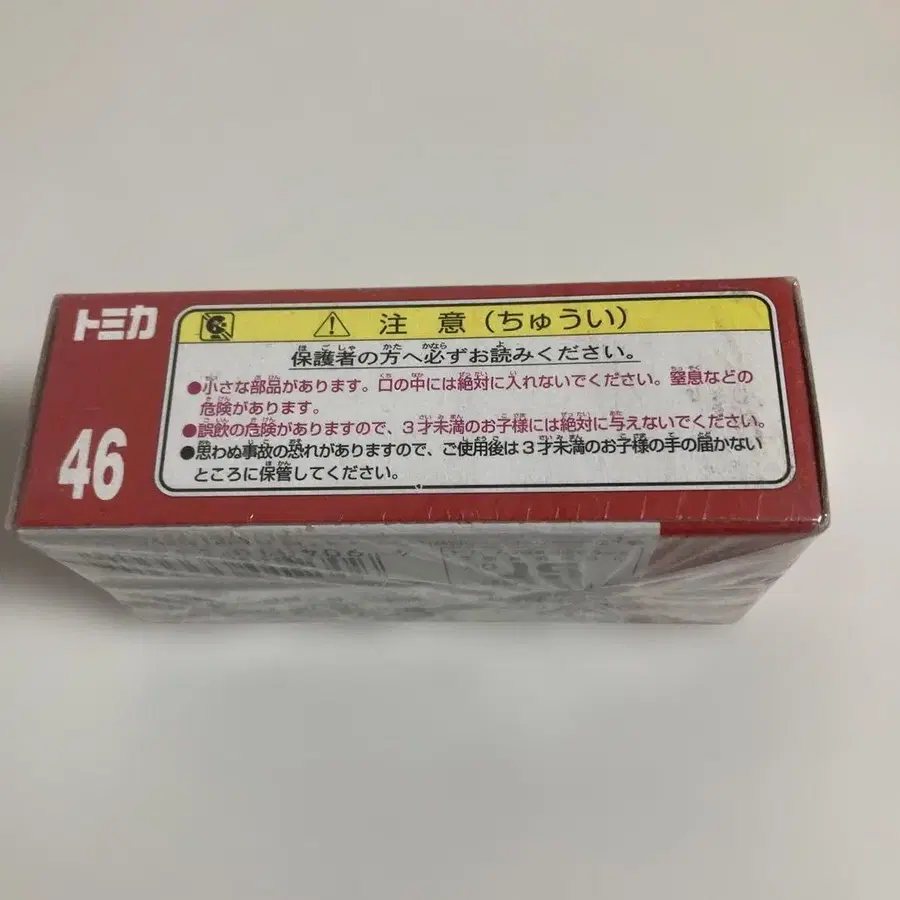 トミカ
46
注 意(ちゅうい)
保護者の方へ必ずお読みください。
●小さな部品があります。口の中には絶対に入れないでください。窒息などの
危険があります。
●誤飲の危険がありますので、3才未満のお子様には絶対に与えないでください。
●思わぬ事故の恐れがありますので、ご使用後は3才未満のお子様の手の届かない
ところに保管してください。